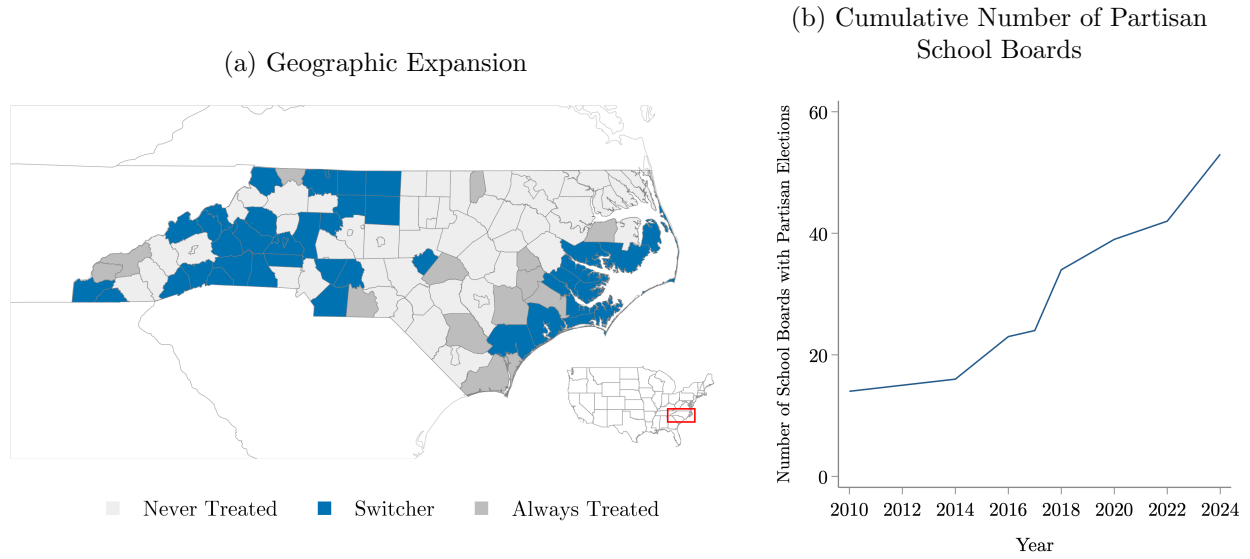 (a) Geographic Expansion
Never Treated
Switcher
Always Treated
(b) Cumulative Number of Partisan
School Boards
Number of School Boards with Partisan Elections
60
40
20
0
2010 2012 2014 2016 2018 2020 2022 2024
Year